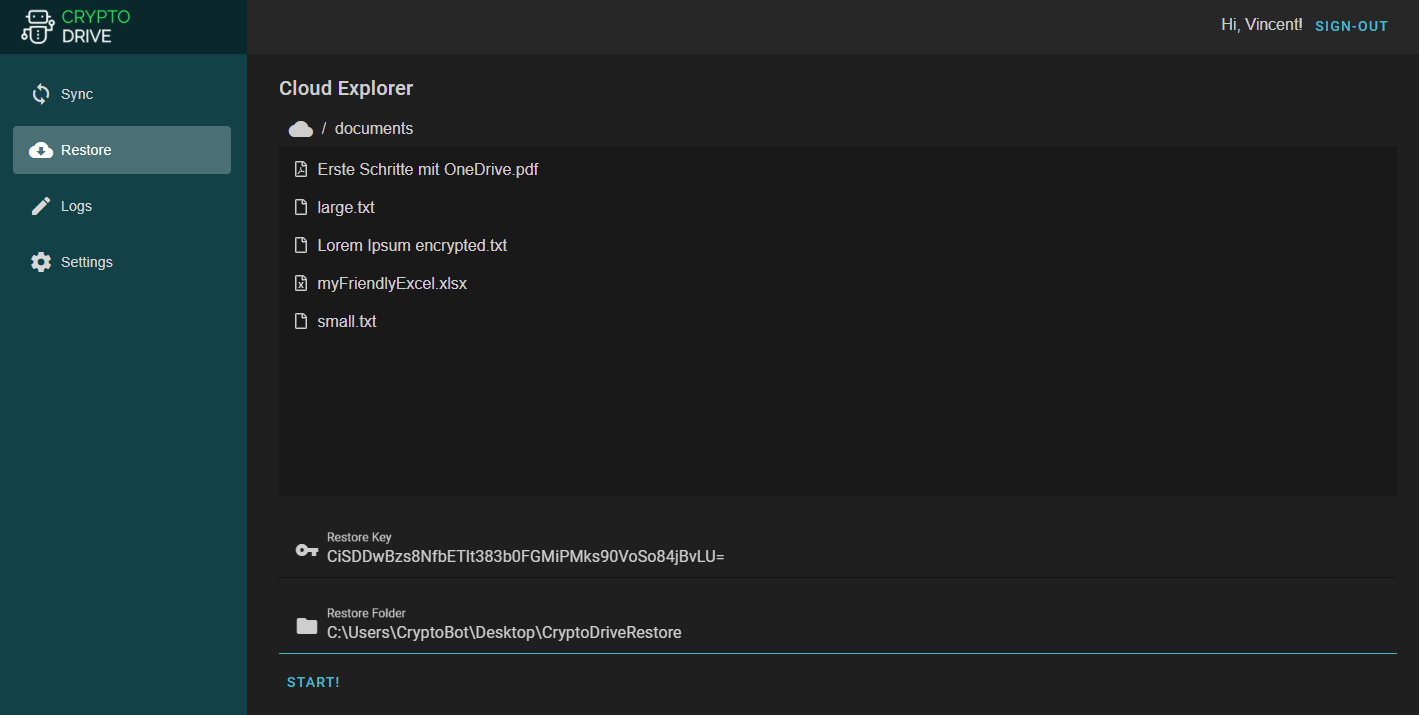 CRYPTO
DRIVE
Hi, Vincent! SIGN-OUT
Sync
Restore
Logs
Settings
Cloud Explorer
/ documents
Erste Schritte mit OneDrive.pdf
large.txt
Lorem Ipsum encrypted.txt
myFriendlyExcel.xlsx
small.txt
Restore Key
CiSDDwBzs8NfbETlt383b0FGMiPMks90VoSo84jBvLU=
Restore Folder
C:\Users\CryptoBot\Desktop\CryptoDriveRestore
START!